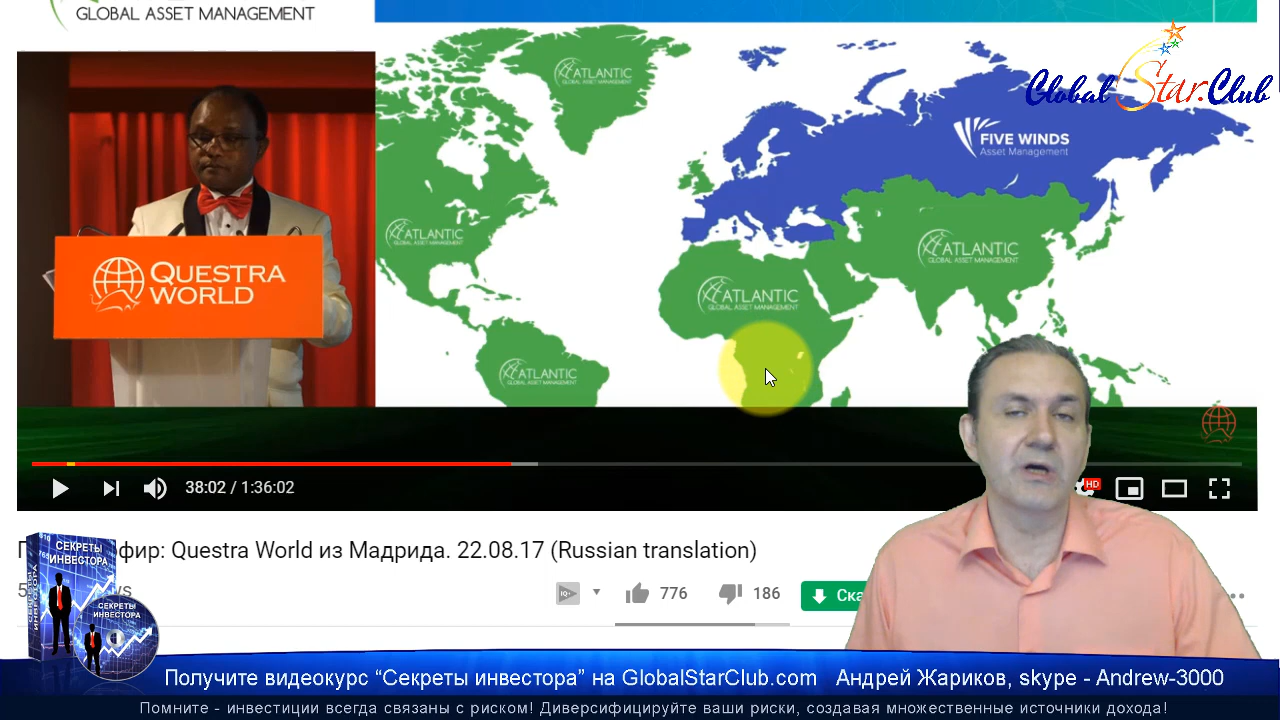 GLOBAL ASSET MANAGEMENT
Global Star.Club
ATLANTIC
GLOBAL ASSET MANAGEMENT
FIVE WINDS
Asset Management
ATLANTIC
GLOBAL ASSET MANAGEMENT
ATLANTIC
GLOBAL ASSET MANAGEMENT
QUESTRA
WORLD
ATLANTIC
GLOBAL ASSET MANAGEMENT
ATLANTIC
GLOBAL ASSET MANAGEMENT
38:02 / 1:36:02
HD
фир: Questra World из Мадрида. 22.08.17 (Russian translation)
IQ+
776
186
Ска
СЕКРЕТЫ
ИНВЕСТОРА
СЕКРЕТЫ
ИНВЕСТОРА
СЕКРЕТЫ
ИНВЕСТОРА
Получите видеокурс “Секреты инвестора” на GlobalStarClub.com Андрей Жариков, skype - Andrew-3000
Помните - инвестиции всегда связаны с риском! Диверсифицируйте ваши риски, создавая множественные источники дохода!